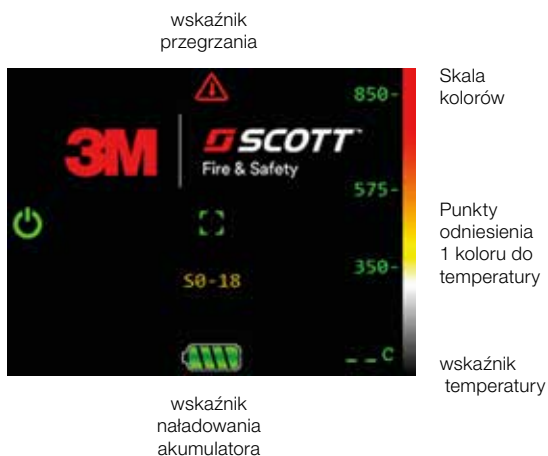 wskaźnik
przegrzania
850-
Skala
kolorów
3M
SCOTT™
Fire & Safety
575-
Punkty
odniesienia
1 koloru do
temperatury
350-
S0-18
_ _ C
wskaźnik
temperatury
wskaźnik
naładowania
akumulatora